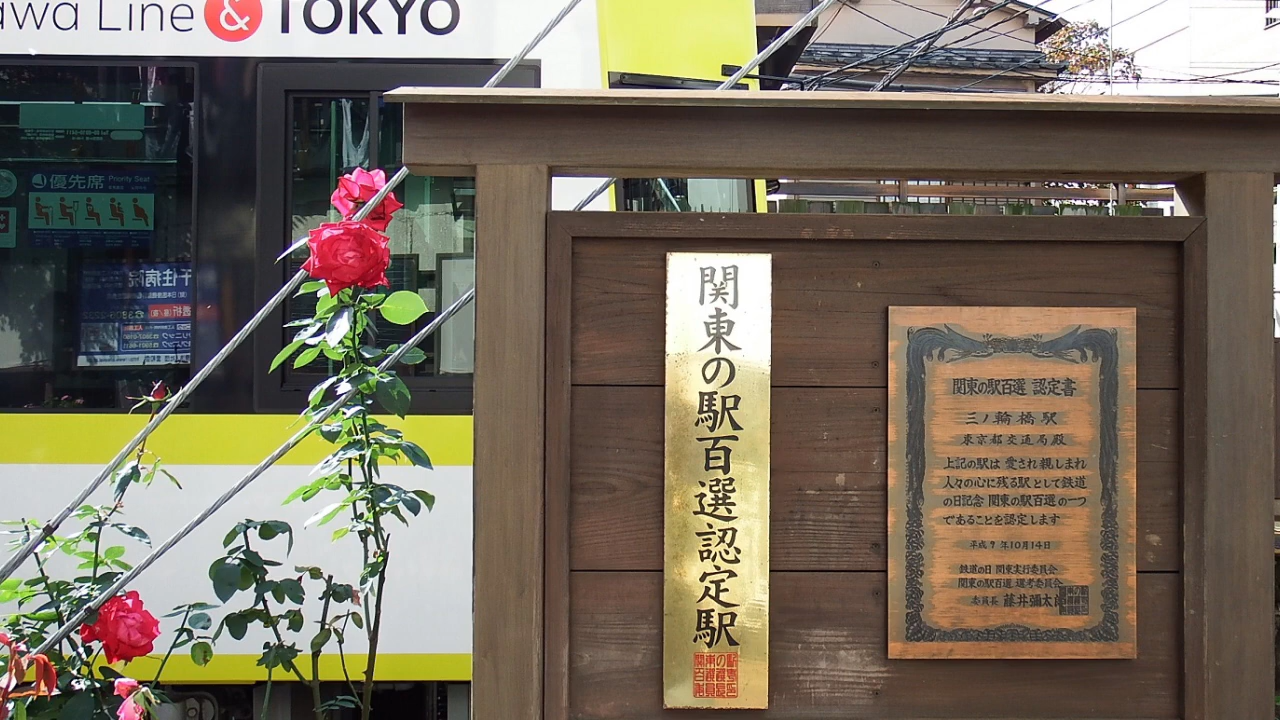 awa Line & TOKYO
優先席 Priority Seat
千住病院
関東の駅百選認定駅
関東の駅百選 認定書
三ノ輪橋駅
東京都交通局殿
上記の駅は 愛され親しまれ
人々の心に残る駅として鉄道
の日記念 関東の駅百選の一つ
であることを認定します
平成7年10月14日
鉄道の日 関東実行委員会
関東の駅百選 選考委員会
委員長 藤井彌太郎